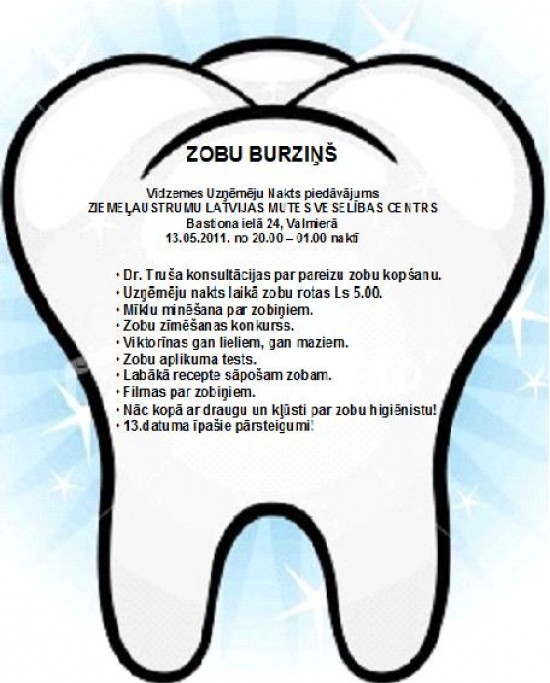 ZOBU BURZIŅŠ
Vidzemes Uzņēmēju Nakts piedāvājums
ZIEMEĻAUSTRUMU LATVIJAS MUTES VESELĪBAS CENTRS
Bastiona ielā 24, Valmierā
13.05.2011. no 20.00 – 01.00 naktī
• Dr. Truša konsultācijas par pareizu zobu kopšanu.
• Uzņēmēju nakts laikā zobu rotas Ls 5.00.
• Mīklu minēšana par zobiņiem.
• Zobu zīmēšanas konkurss.
• Viktorīnas gan lieliem, gan maziem.
• Zobu aplikuma tests.
• Labākā recepte sāpošam zobam.
• Filmas par zobiņiem.
• Nāc kopā ar draugu un kļūsti par zobu higiēnistu!
• 13.datuma īpašie pārsteigumi!